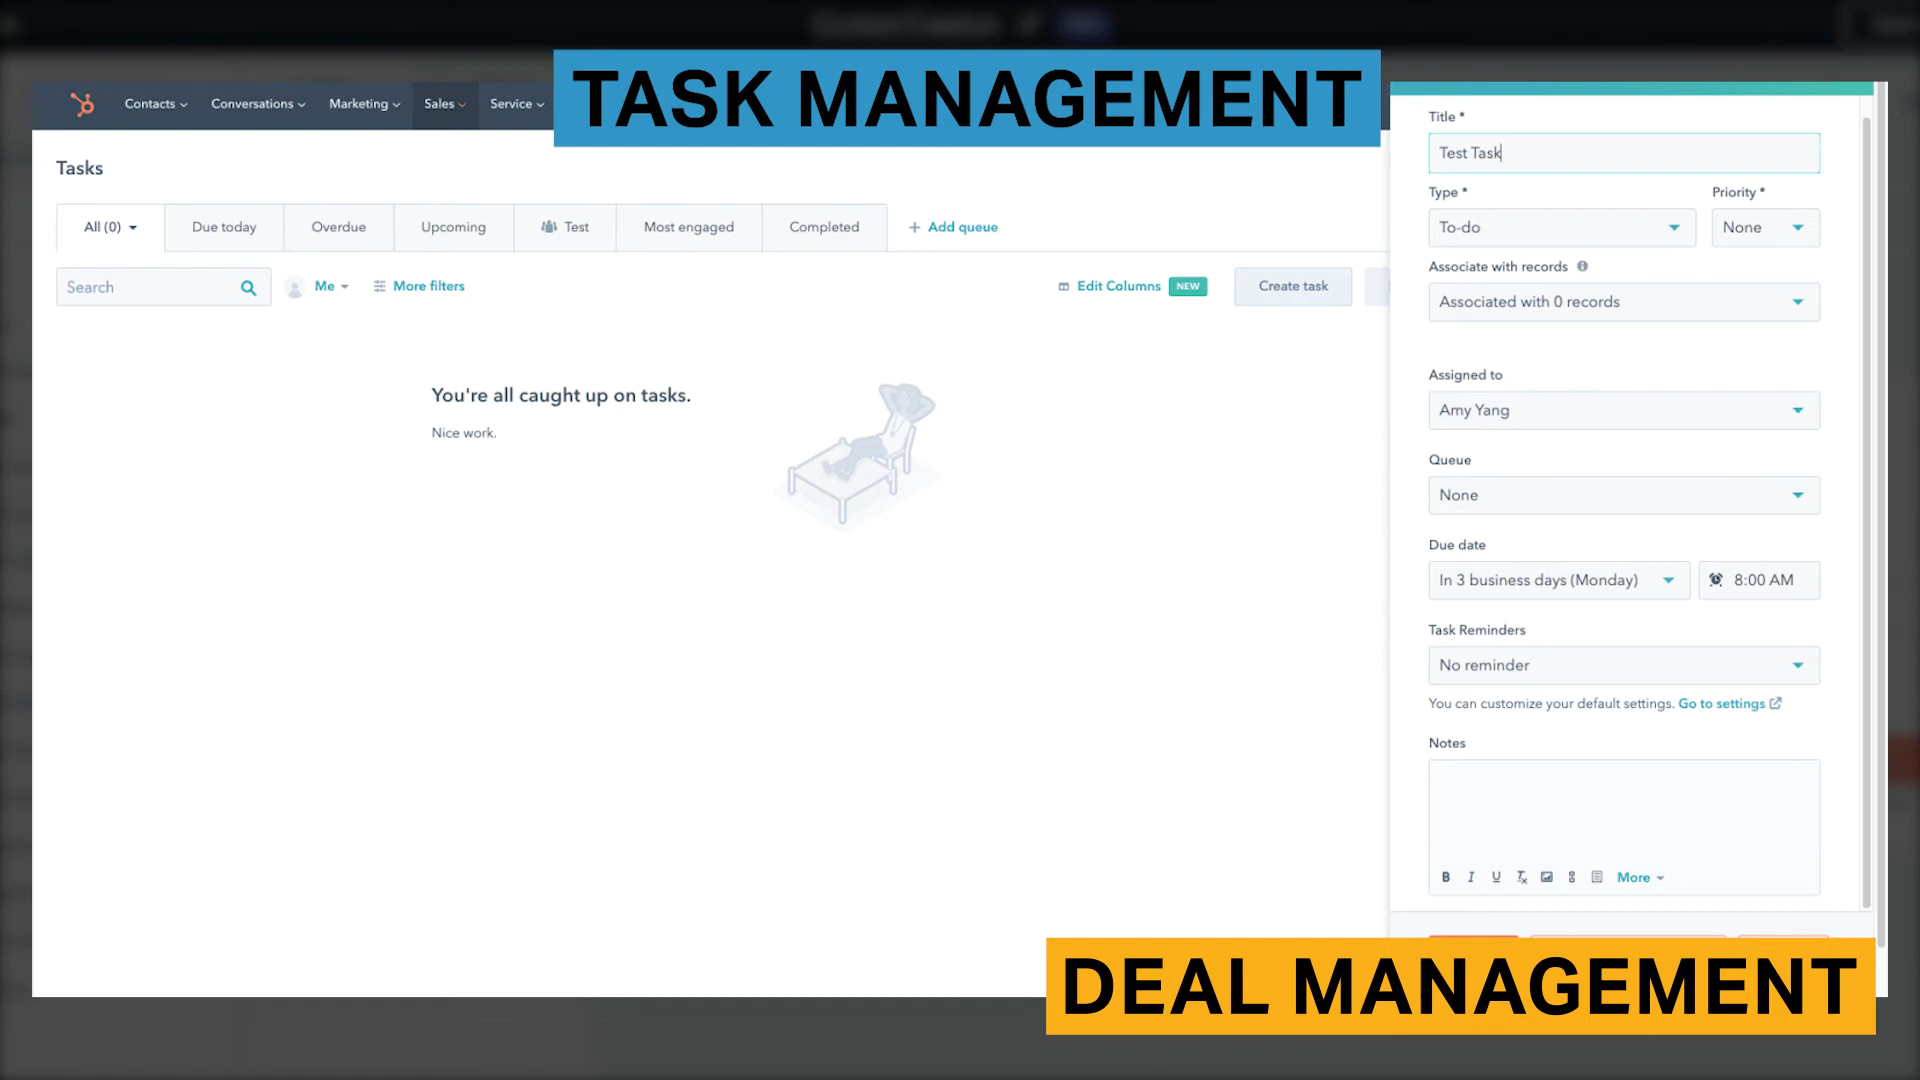 TASK MANAGEMENT
Contacts Conversations Marketing Sales Service
Tasks
All (0) Due today Overdue Upcoming Test Most engaged Completed + Add queue
Search Me More filters Edit Columns NEW Create task
You're all caught up on tasks.
Nice work.
Title *
Test Task
Type * Priority *
To-do None
Associate with records
Associated with 0 records
Assigned to
Amy Yang
Queue
None
Due date
In 3 business days (Monday) 8:00 AM
Task Reminders
No reminder
You can customize your default settings. Go to settings
Notes
B I U Tx More
DEAL MANAGEMENT